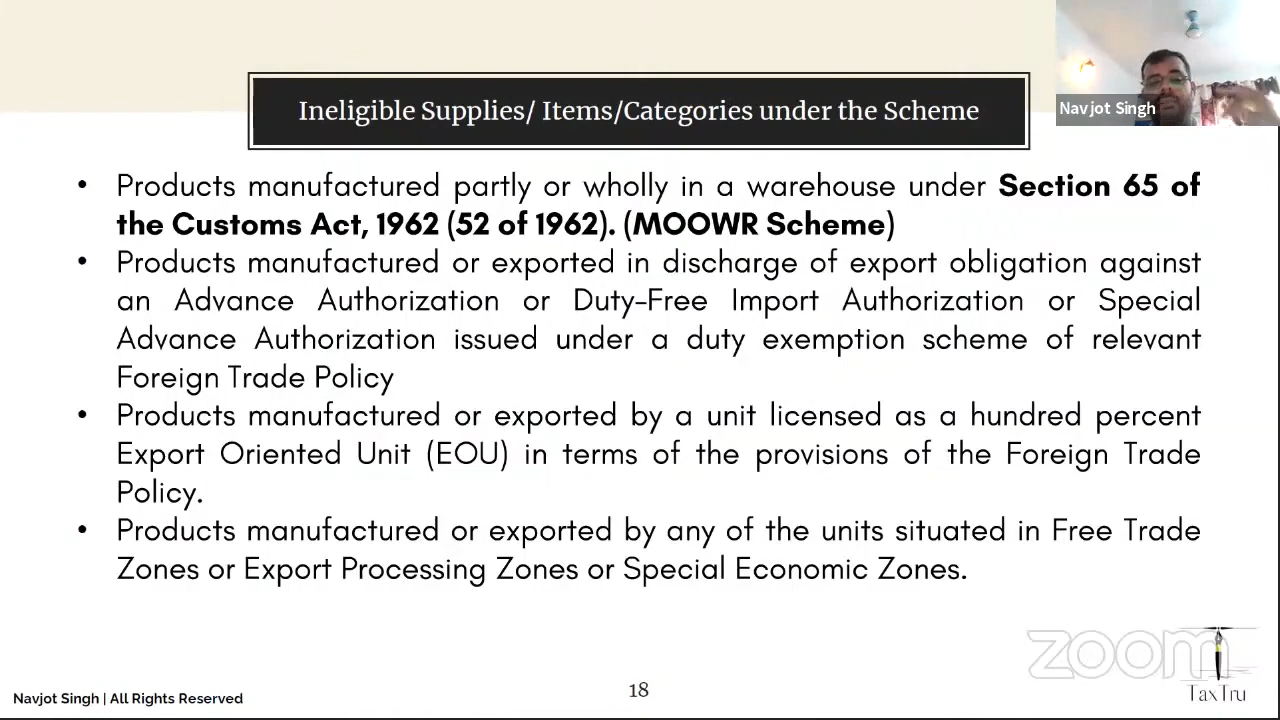 Ineligible Supplies/ Items/Categories under the Scheme
Navjot Singh
• Products manufactured partly or wholly in a warehouse under Section 65 of
the Customs Act, 1962 (52 of 1962). (MOOWR Scheme)
• Products manufactured or exported in discharge of export obligation against
an Advance Authorization or Duty-Free Import Authorization or Special
Advance Authorization issued under a duty exemption scheme of relevant
Foreign Trade Policy
• Products manufactured or exported by a unit licensed as a hundred percent
Export Oriented Unit (EOU) in terms of the provisions of the Foreign Trade
Policy.
• Products manufactured or exported by any of the units situated in Free Trade
Zones or Export Processing Zones or Special Economic Zones.
zoom
TaxTru
Navjot Singh | All Rights Reserved
18